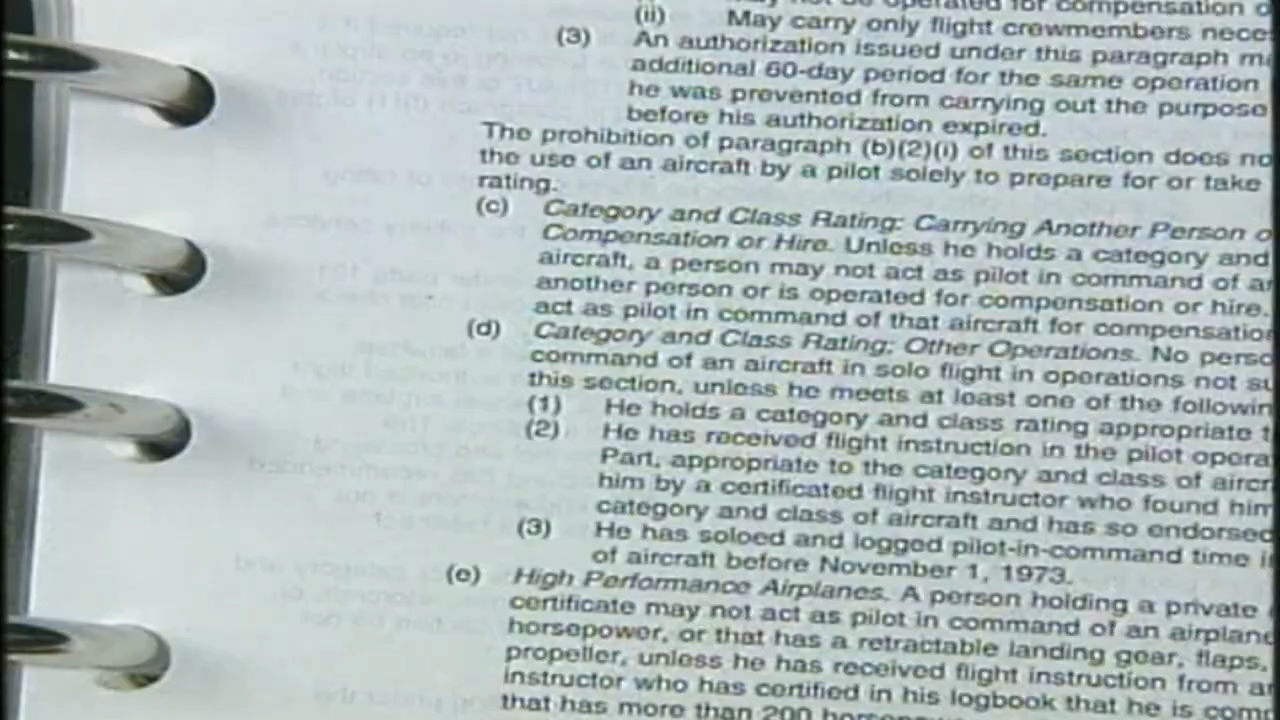 operated for compensation
(ii) May carry only flight crewmembers
(3) An authorization issued under this paragraph
additional 60-day period for the same operation
he was prevented from carrying out the purpose
before his authorization expired.
The prohibition of paragraph (b)(2)(i) of this section does
the use of an aircraft by a pilot solely to prepare for or take
rating.
(c) Category and Class Rating: Carrying Another Person
Compensation or Hire. Unless he holds a category and
aircraft, a person may not act as pilot in command of
another person or is operated for compensation or hire.
act as pilot in command of that aircraft for
(d) Category and Class Rating: Other Operations. No
command of an aircraft in solo flight in operations not
this section, unless he meets at least one of the
(1) He holds a category and class rating appropriate
(2) He has received flight instruction in the pilot
Part, appropriate to the category and class of
him by a certificated flight instructor who found him
category and class of aircraft and has so endorsed
(3) He has soloed and logged pilot-in-command time
of aircraft before November 1, 1973.
(e) High Performance Airplanes. A person holding a private
certificate may not act as pilot in command of an
horsepower, or that has a retractable landing gear, flaps,
propeller, unless he has received flight instruction from
instructor who has certified in his logbook that he is
that has more than 200